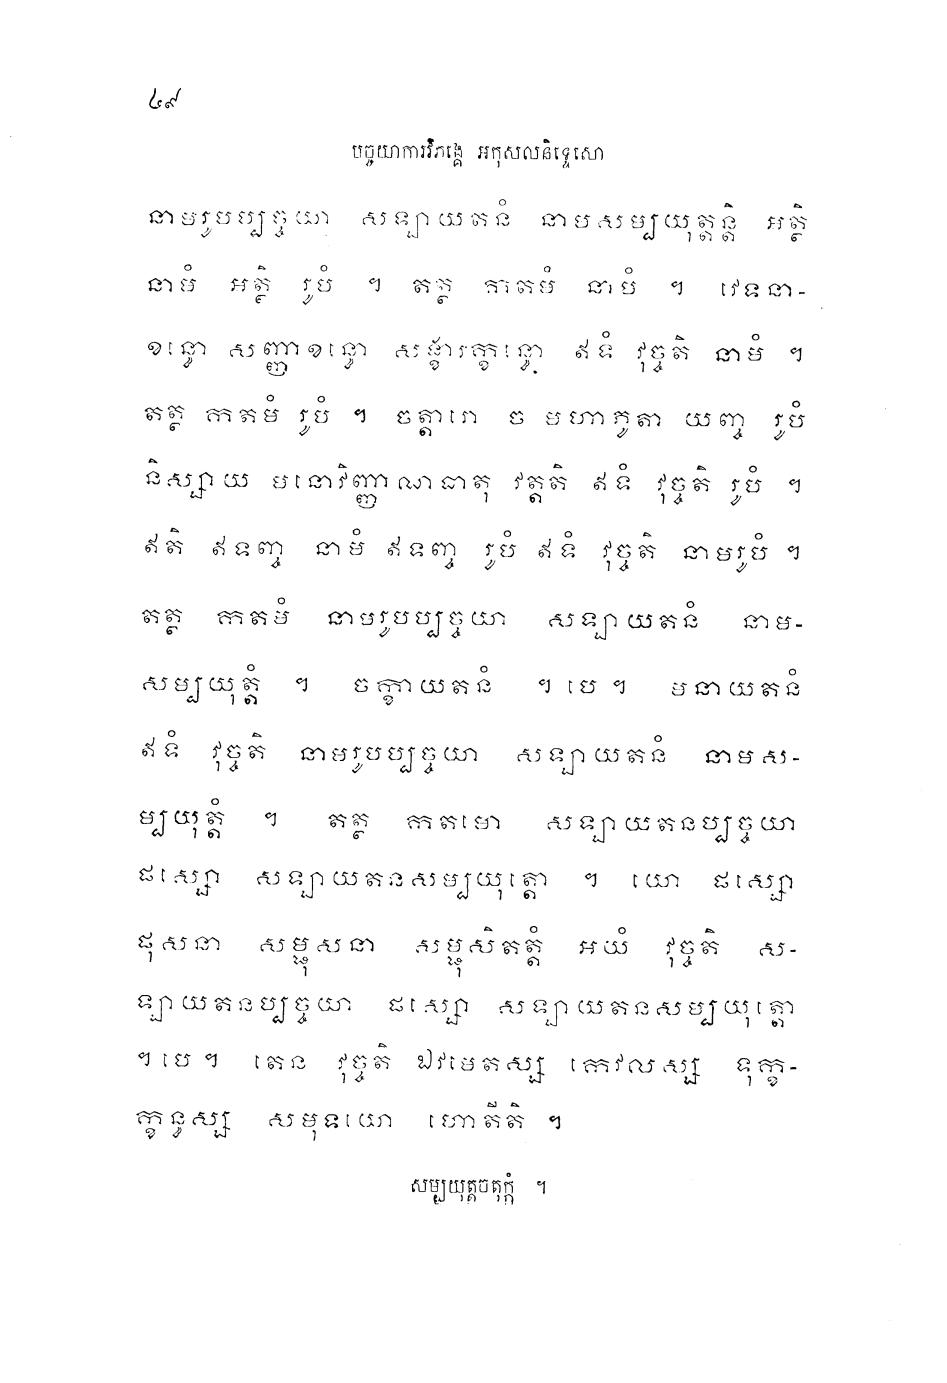 ៤៩
បច្ចយាការវិភង្គេ អកុសលនិទ្ទេសោ
នាមរូបប្បច្ចយា សឡាយតនំ នាមសម្បយុត្តន្តិ អត្ថិ
នាមំ អត្ថិ រូបំ ។ តត្ថ កាតមំ នាមំ ។ វេទនា-
ខន្ធោ សញ្ញាខន្ធោ សង្ខារក្ខន្ធោ ឥទំ វុច្ចតិ នាមំ ។
តត្ថ កាតមំ រូបំ ។ ចត្តារោ ច មហាភូតា យញ្ច រូបំ
និស្សាយ មនោវិញ្ញាណធាតុ វត្តតិ ឥទំ វុច្ចតិ រូបំ ។
ឥតិ ឥទញ្ច នាមំ ឥទញ្ច រូបំ ឥទំ វុច្ចតិ នាមរូបំ ។
តត្ថ កាតមំ នាមរូបប្បច្ចយា សឡាយតនំ នាម-
សម្បយុត្តំ ។ ចក្ខាយតនំ ។ បេ ។ មនាយតនំ
ឥទំ វុច្ចតិ នាមរូបប្បច្ចយា សឡាយតនំ នាមស-
ម្បយុត្តំ ។ តត្ថ កាតមោ សឡាយតនប្បច្ចយា
ផស្សោ សឡាយតនសម្បយុត្តោ ។ យោ ផស្សោ
ផុសនា សម្ផុសនា សម្ផុសិតត្តំ អយំ វុច្ចតិ ស-
ឡាយតនប្បច្ចយា ផស្សោ សឡាយតនសម្បយុត្តោ
។ បេ ។ តេន វុច្ចតិ ឯវមេតស្ស កេវលស្ស ទុក្ខ-
ក្ខន្ធស្ស សមុទយោ ហោតីតិ ។
សម្បយុត្តចតុក្កំ ។